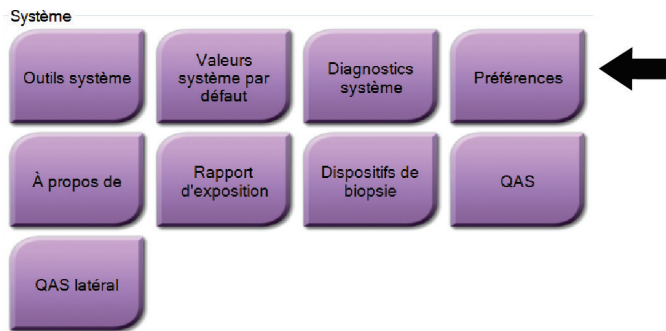 Système
Outils système
Valeurs
système par
défaut
Diagnostics
système
Préférences
À propos de
Rapport
d'exposition
Dispositifs de
biopsie
QAS
QAS latéral